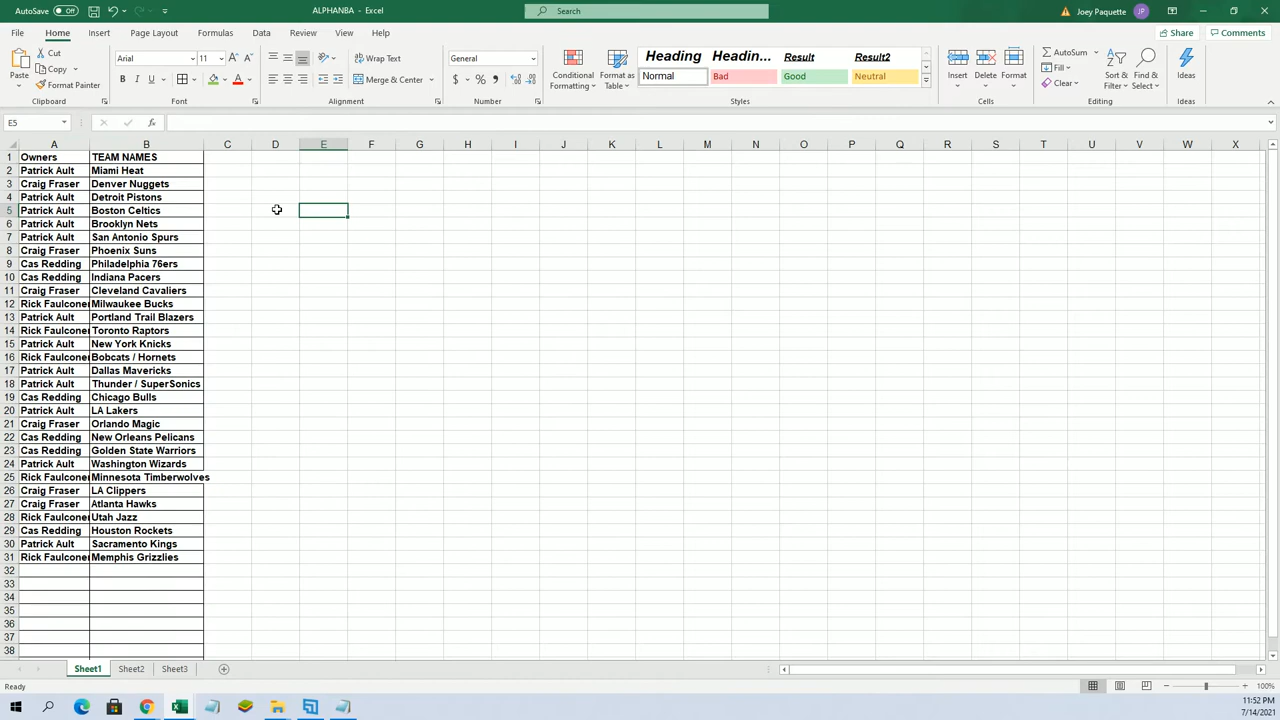 AutoSave Off
ALPHANBA - Excel
Search
Joey Paquette JP
File Home Insert Page Layout Formulas Data Review View Help
Share Comments
Paste
Cut
Copy
Format Painter
Clipboard
Arial 11
B I U
Font
Wrap Text
Merge & Center
Alignment
General
Number
Conditional Formatting
Format as Table
Heading Headin... Result Result2
Normal Bad Good Neutral
Styles
Insert Delete Format
Cells
AutoSum
Fill
Clear
Sort & Filter
Find & Select
Editing
Ideas
Ideas
E5
fx
A B C D E F G H I J K L M N O P Q R S T U V W X
1 Owners TEAM NAMES
2 Patrick Ault Miami Heat
3 Craig Fraser Denver Nuggets
4 Patrick Ault Detroit Pistons
5 Patrick Ault Boston Celtics
6 Patrick Ault Brooklyn Nets
7 Patrick Ault San Antonio Spurs
8 Craig Fraser Phoenix Suns
9 Cas Redding Philadelphia 76ers
10 Cas Redding Indiana Pacers
11 Craig Fraser Cleveland Cavaliers
12 Rick Faulconer Milwaukee Bucks
13 Patrick Ault Portland Trail Blazers
14 Rick Faulconer Toronto Raptors
15 Patrick Ault New York Knicks
16 Rick Faulconer Bobcats / Hornets
17 Patrick Ault Dallas Mavericks
18 Patrick Ault Thunder / SuperSonics
19 Cas Redding Chicago Bulls
20 Patrick Ault LA Lakers
21 Craig Fraser Orlando Magic
22 Cas Redding New Orleans Pelicans
23 Cas Redding Golden State Warriors
24 Patrick Ault Washington Wizards
25 Rick Faulconer Minnesota Timberwolves
26 Craig Fraser LA Clippers
27 Craig Fraser Atlanta Hawks
28 Rick Faulconer Utah Jazz
29 Cas Redding Houston Rockets
30 Patrick Ault Sacramento Kings
31 Rick Faulconer Memphis Grizzlies
32
33
34
35
36
37
38
Sheet1 Sheet2 Sheet3
Ready
100%
11:52 PM
7/14/2021